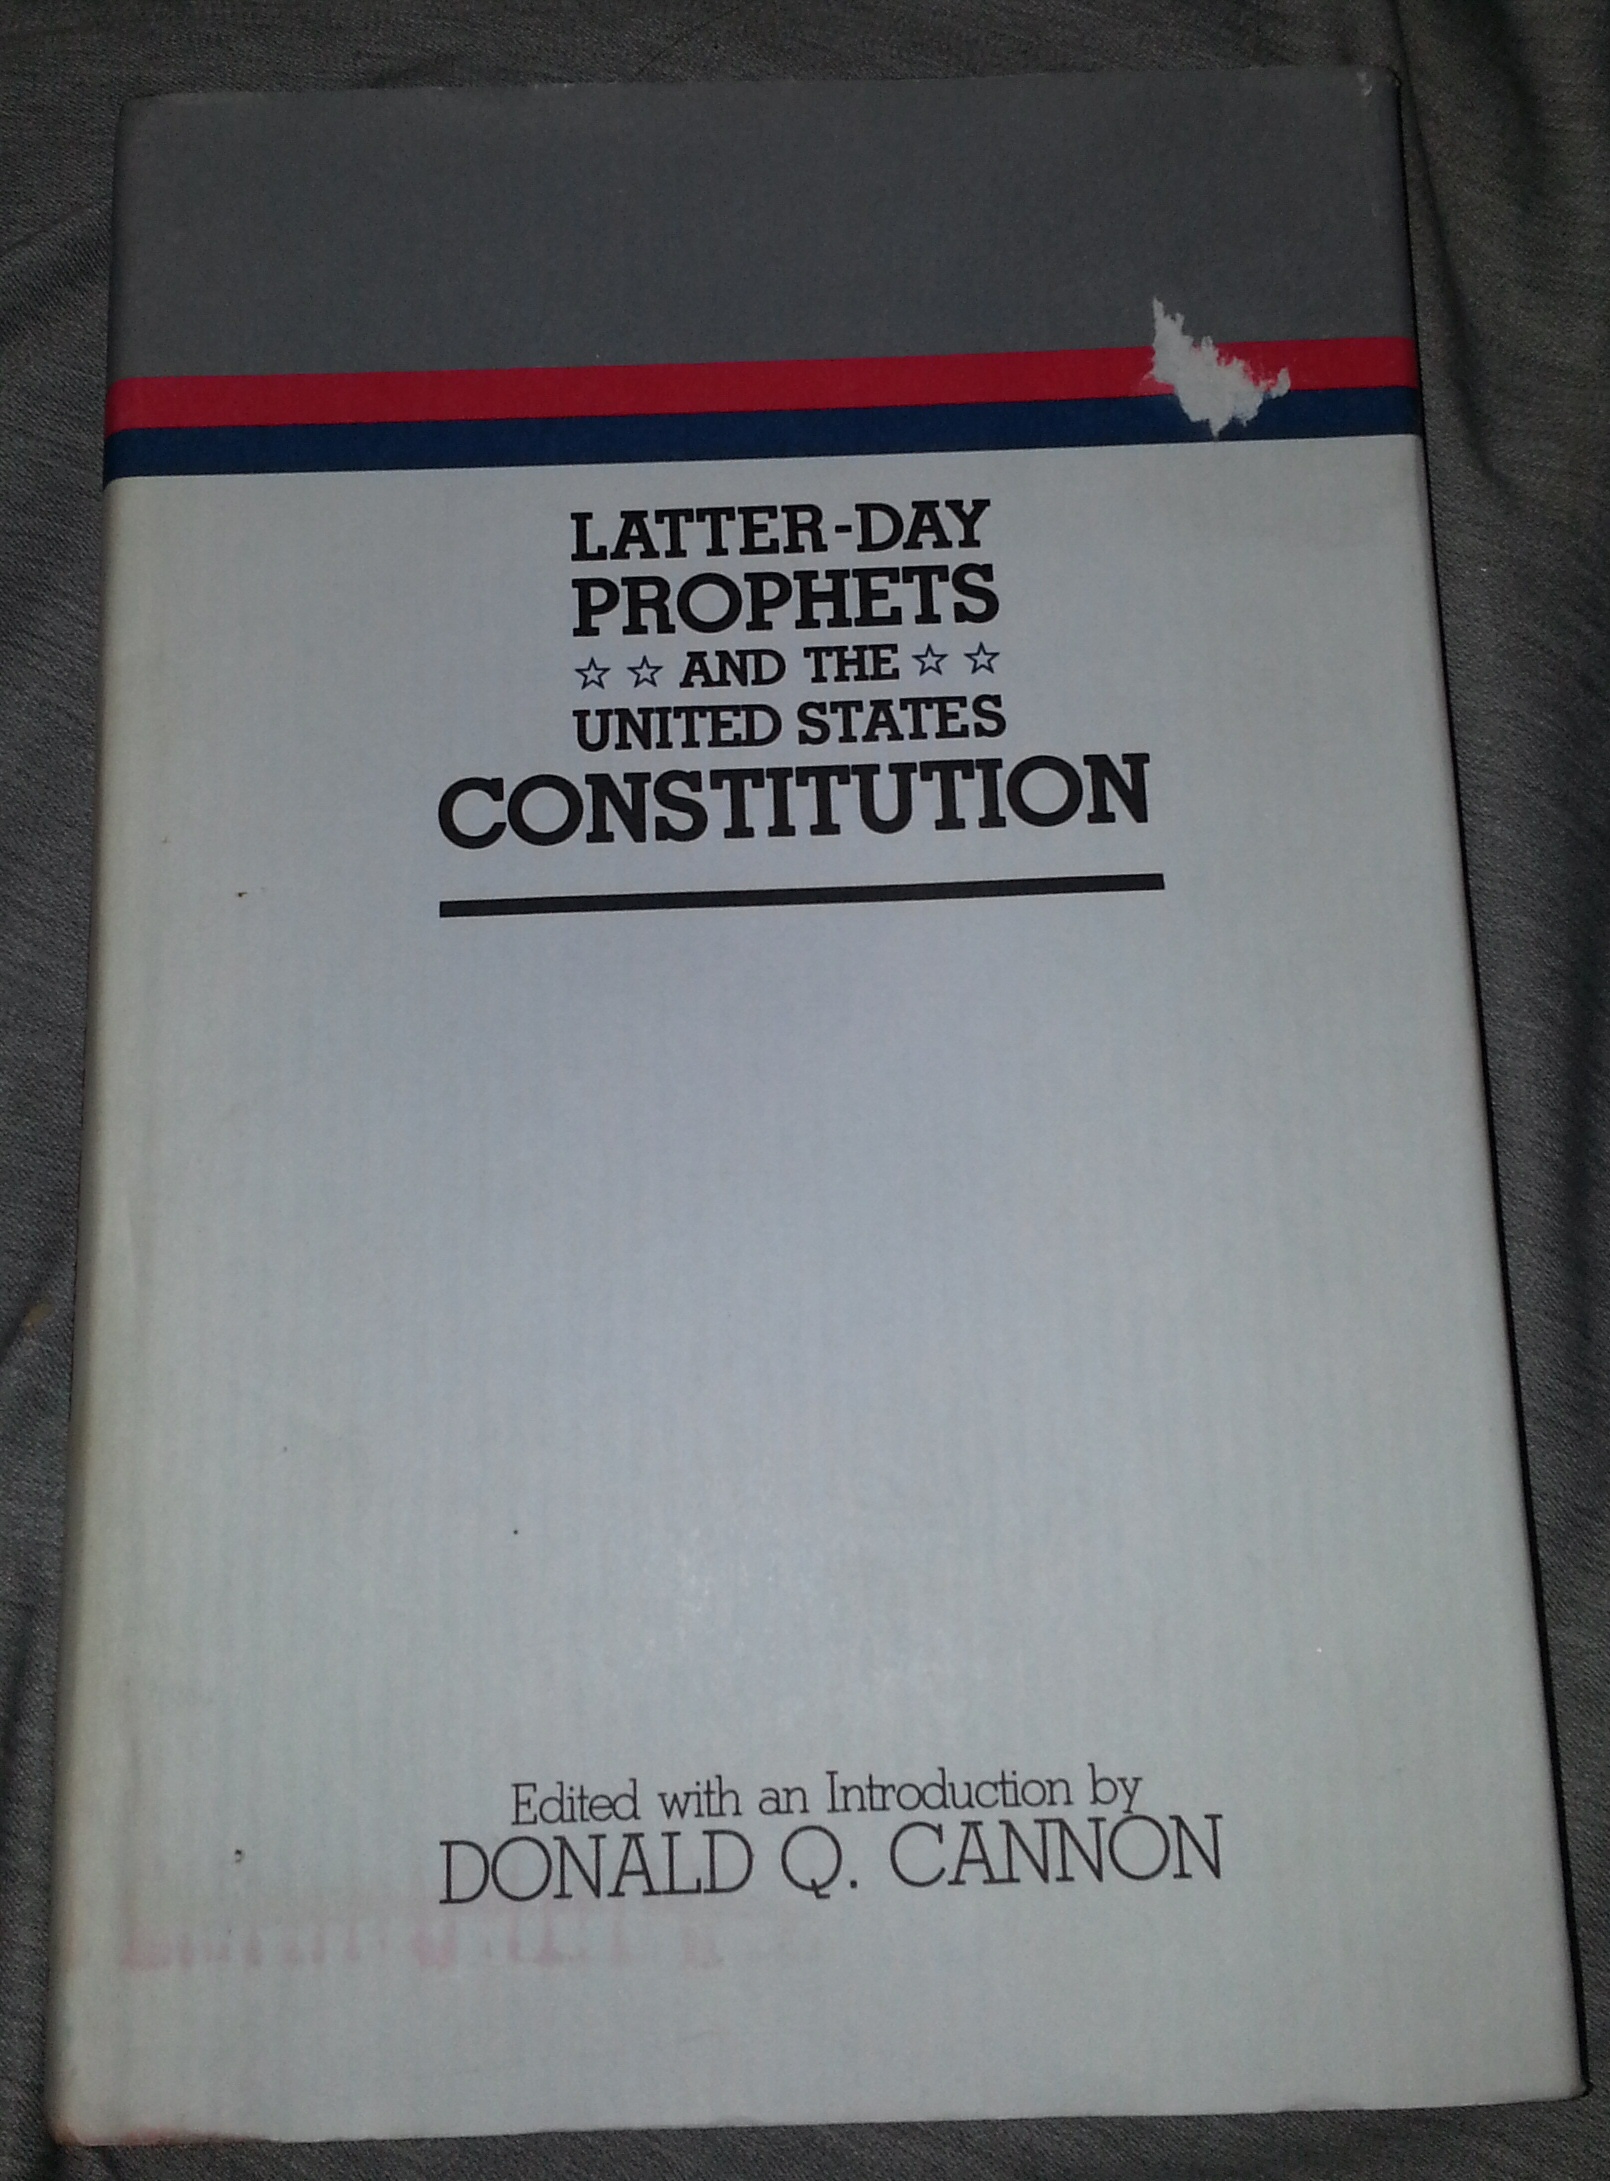 LATTER-DAY
PROPHETS
☆ ☆ AND THE ☆ ☆
UNITED STATES
CONSTITUTION
Edited with an Introduction by
DONALD Q. CANNON